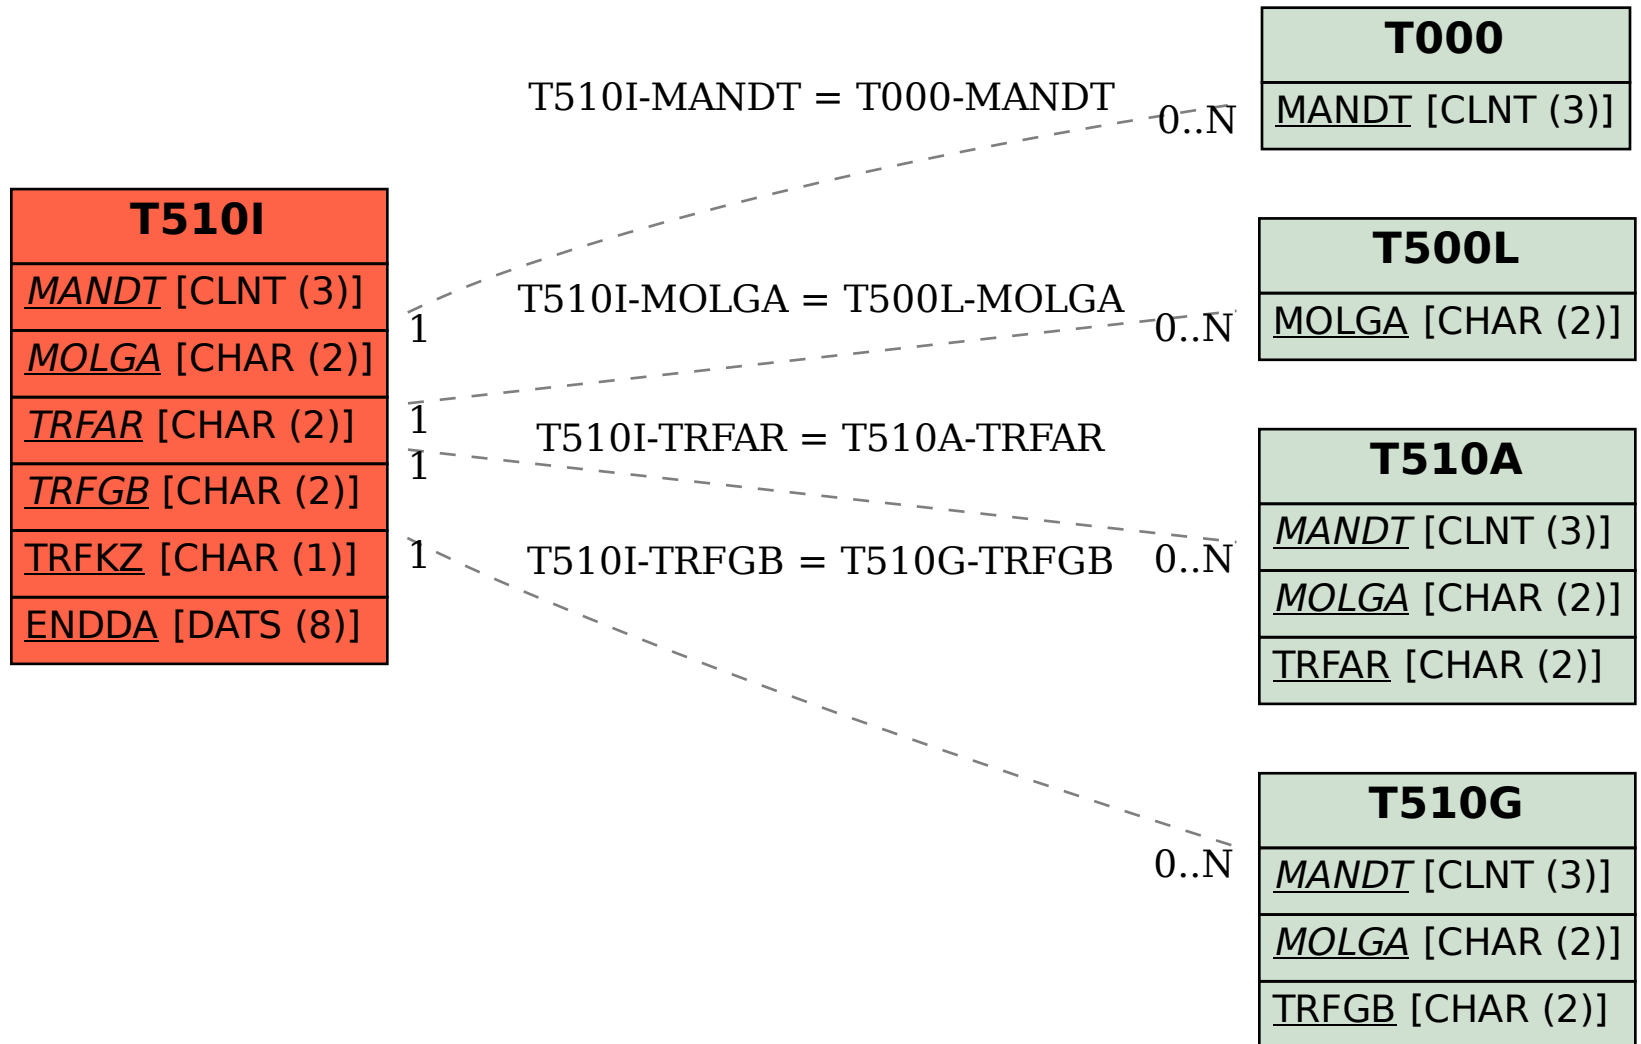 T510I
MANDT [CLNT (3)]
MOLGA [CHAR (2)]
TRFAR [CHAR (2)]
TRFGB [CHAR (2)]
TRFKZ [CHAR (1)]
ENDDA [DATS (8)]
T510I-MANDT = T000-MANDT
0..N
1
T510I-MOLGA = T500L-MOLGA
0..N
1
T510I-TRFAR = T510A-TRFAR
1
0..N
T510I-TRFGB = T510G-TRFGB
1
0..N
T000
MANDT [CLNT (3)]
T500L
MOLGA [CHAR (2)]
T510A
MANDT [CLNT (3)]
MOLGA [CHAR (2)]
TRFAR [CHAR (2)]
T510G
MANDT [CLNT (3)]
MOLGA [CHAR (2)]
TRFGB [CHAR (2)]